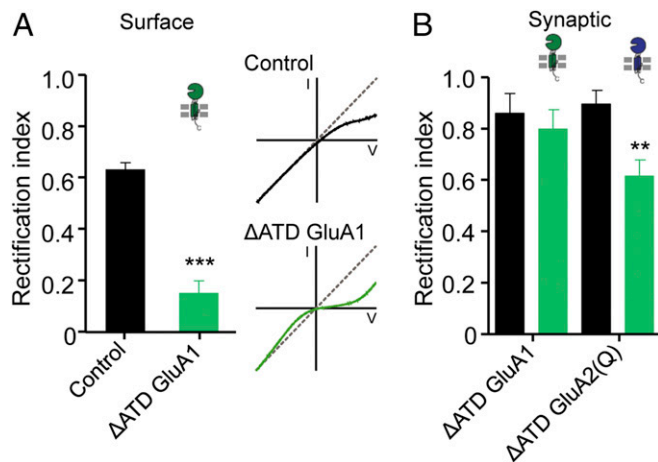 A
Surface
Rectification index
1.0
0.8
0.6
0.4
0.2
0
C
***
Control
ΔATD GluA1
Control
I
V
ΔATD GluA1
I
V
B
Synaptic
Rectification index
1.0
0.8
0.6
0.4
0.2
0
C
C
**
ΔATD GluA1
ΔATD GluA2(Q)